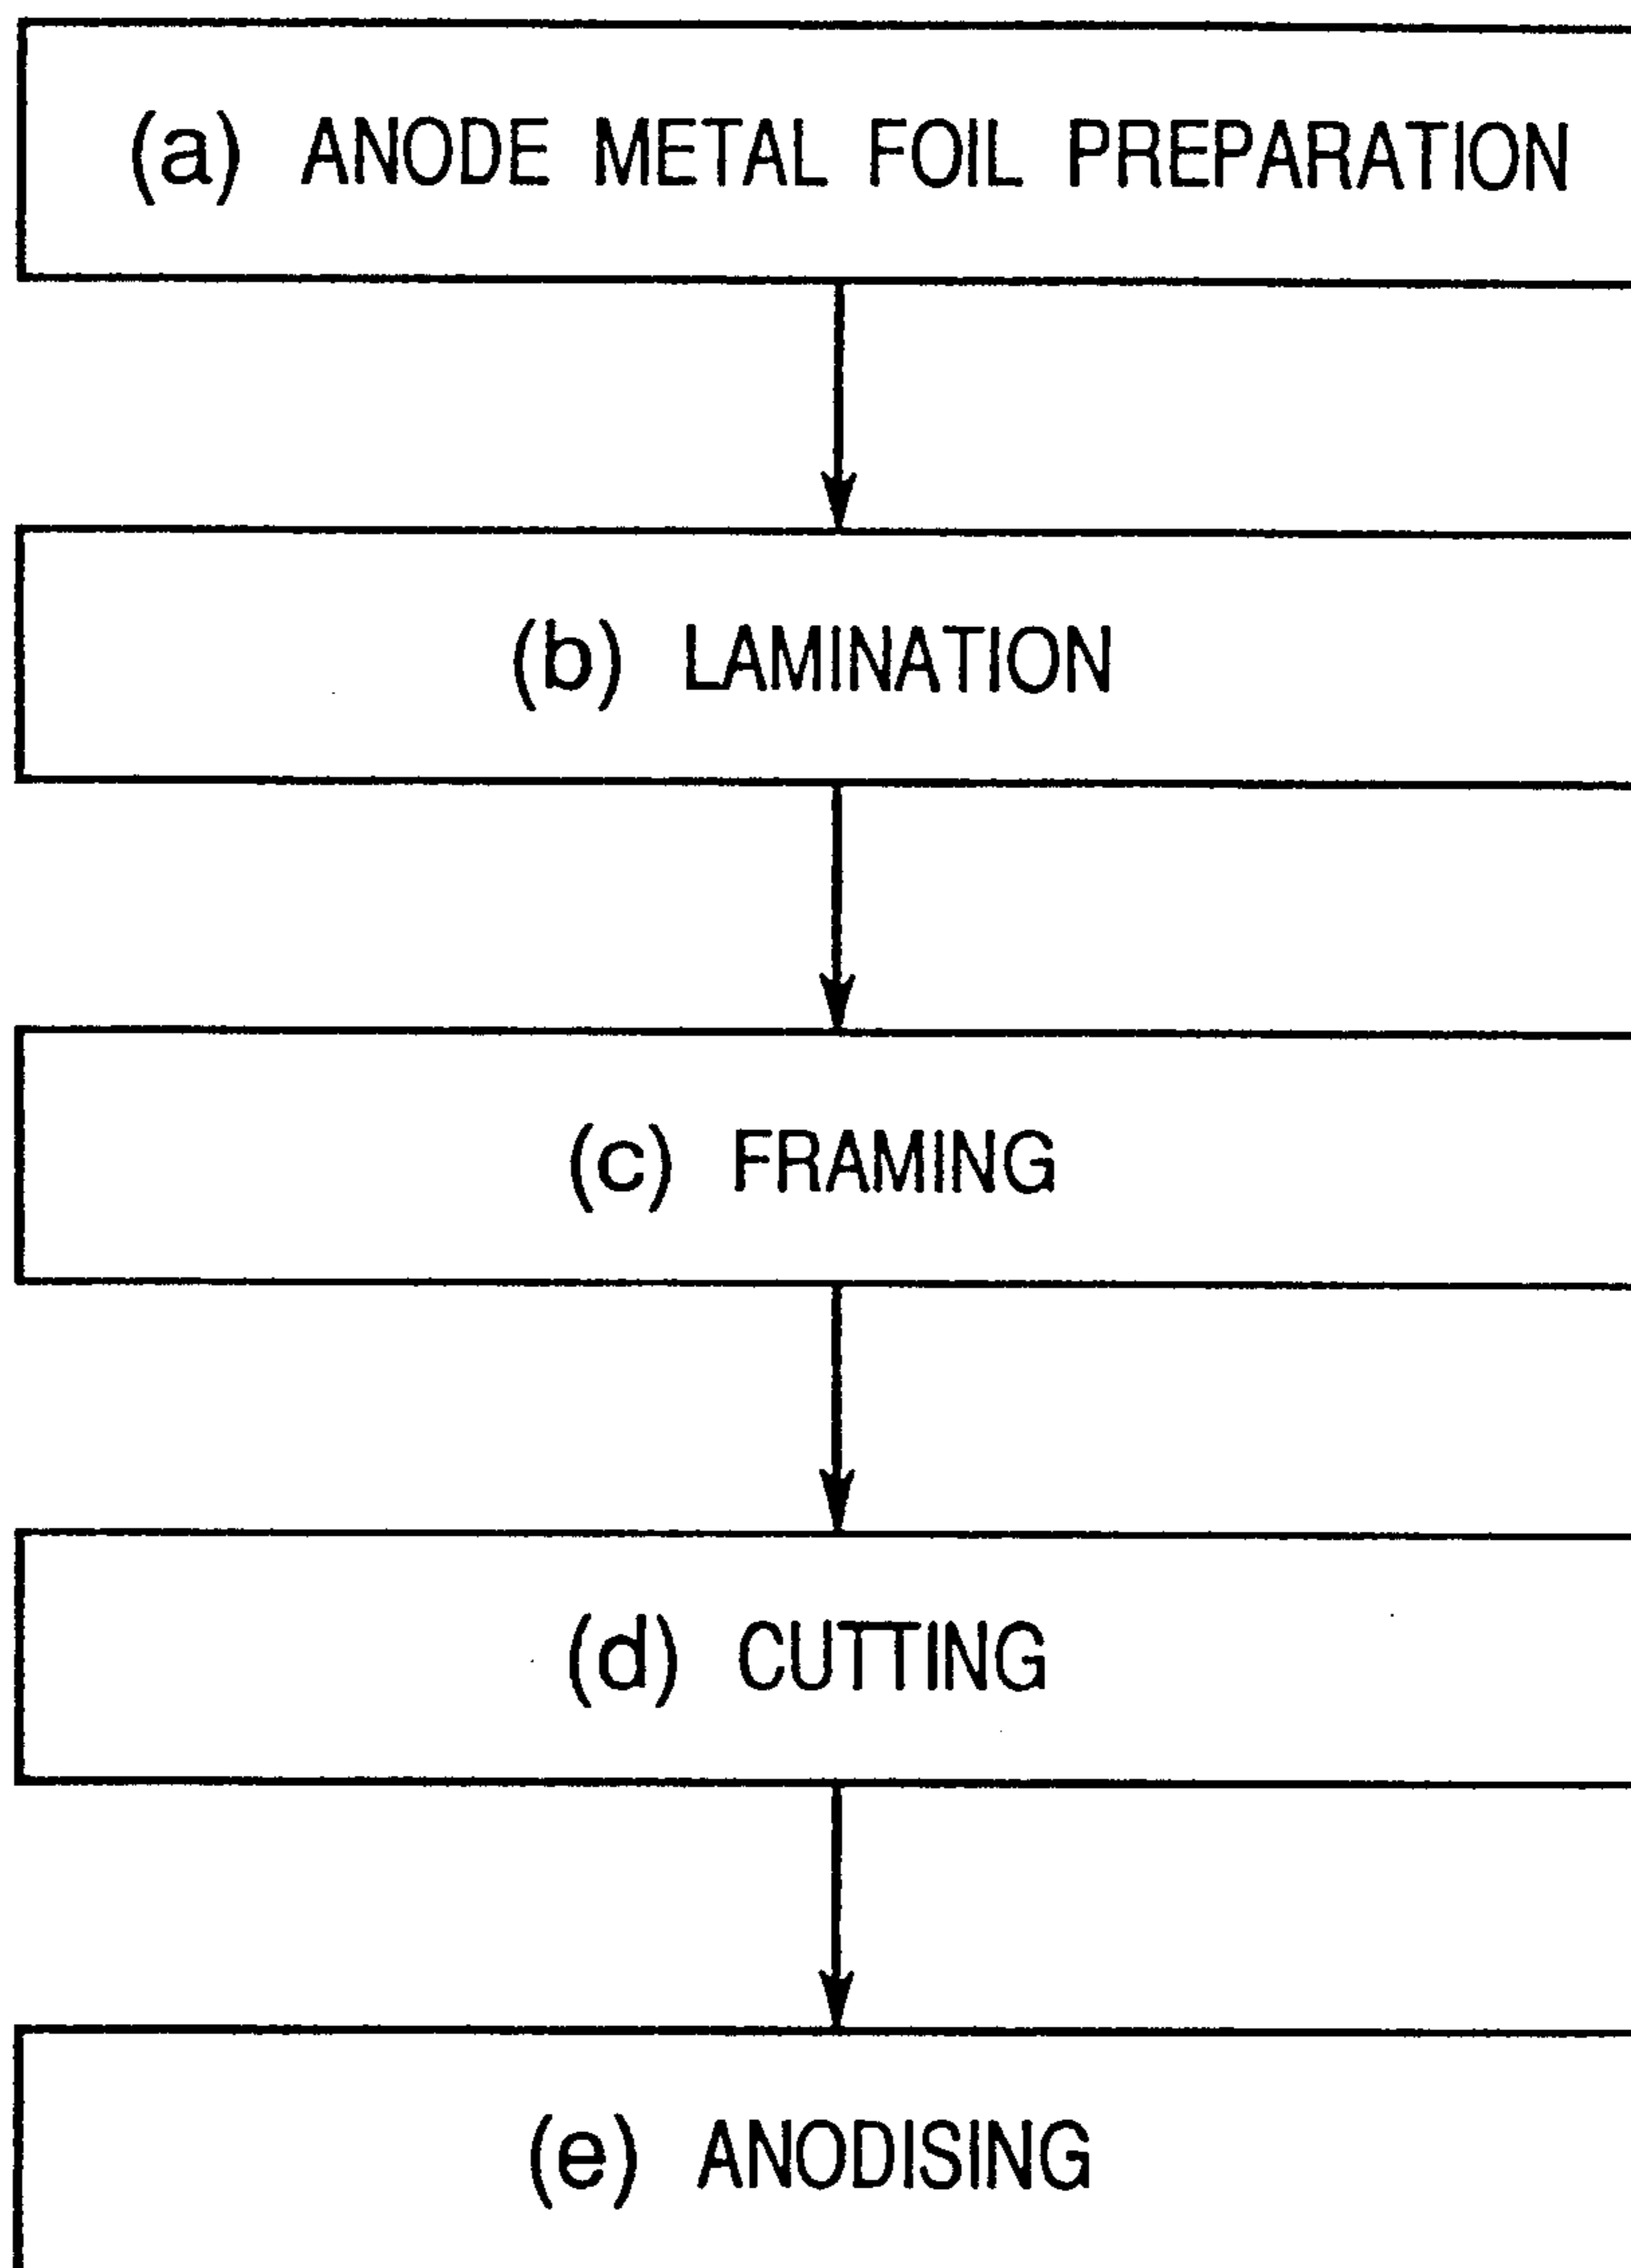 (a) ANODE METAL FOIL PREPARATION
(b) LAMINATION
(c) FRAMING
(d) CUTTING
(e) ANODISING